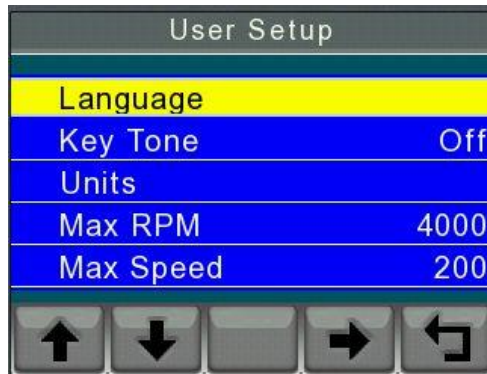 User Setup
Language
Key Tone Off
Units
Max RPM 4000
Max Speed 200